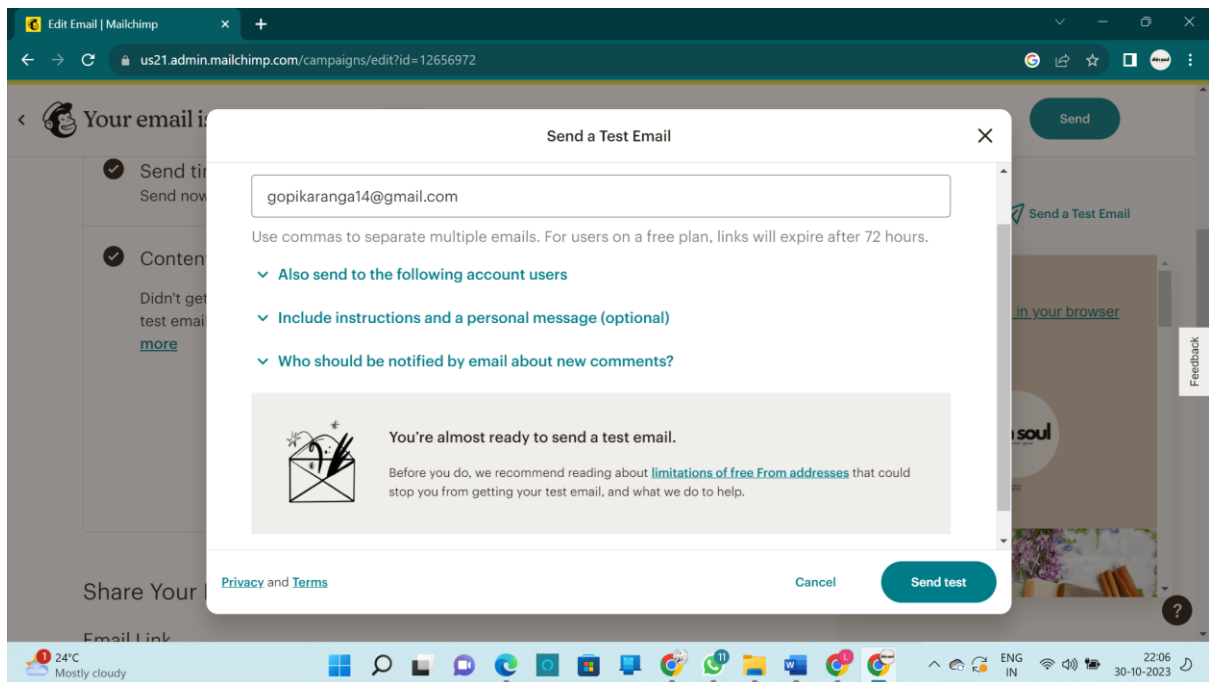 Edit Email | Mailchimp
us21.admin.mailchimp.com/campaigns/edit?id=12656972
Your email is
Send
Send a Test Email
Send tir
Send now
gopikaranga14@gmail.com
Use commas to separate multiple emails. For users on a free plan, links will expire after 72 hours.
Send a Test Email
Conten
Didn't get
test emai
more
Also send to the following account users
Include instructions and a personal message (optional)
Who should be notified by email about new comments?
in your browser
Feedback
soul
You're almost ready to send a test email.
Before you do, we recommend reading about limitations of free From addresses that could
stop you from getting your test email, and what we do to help.
Privacy and Terms
Cancel
Send test
Share Your
Email Link
?
1
24°C
Mostly cloudy
11
L
ENG
IN
22:06
30-10-2023